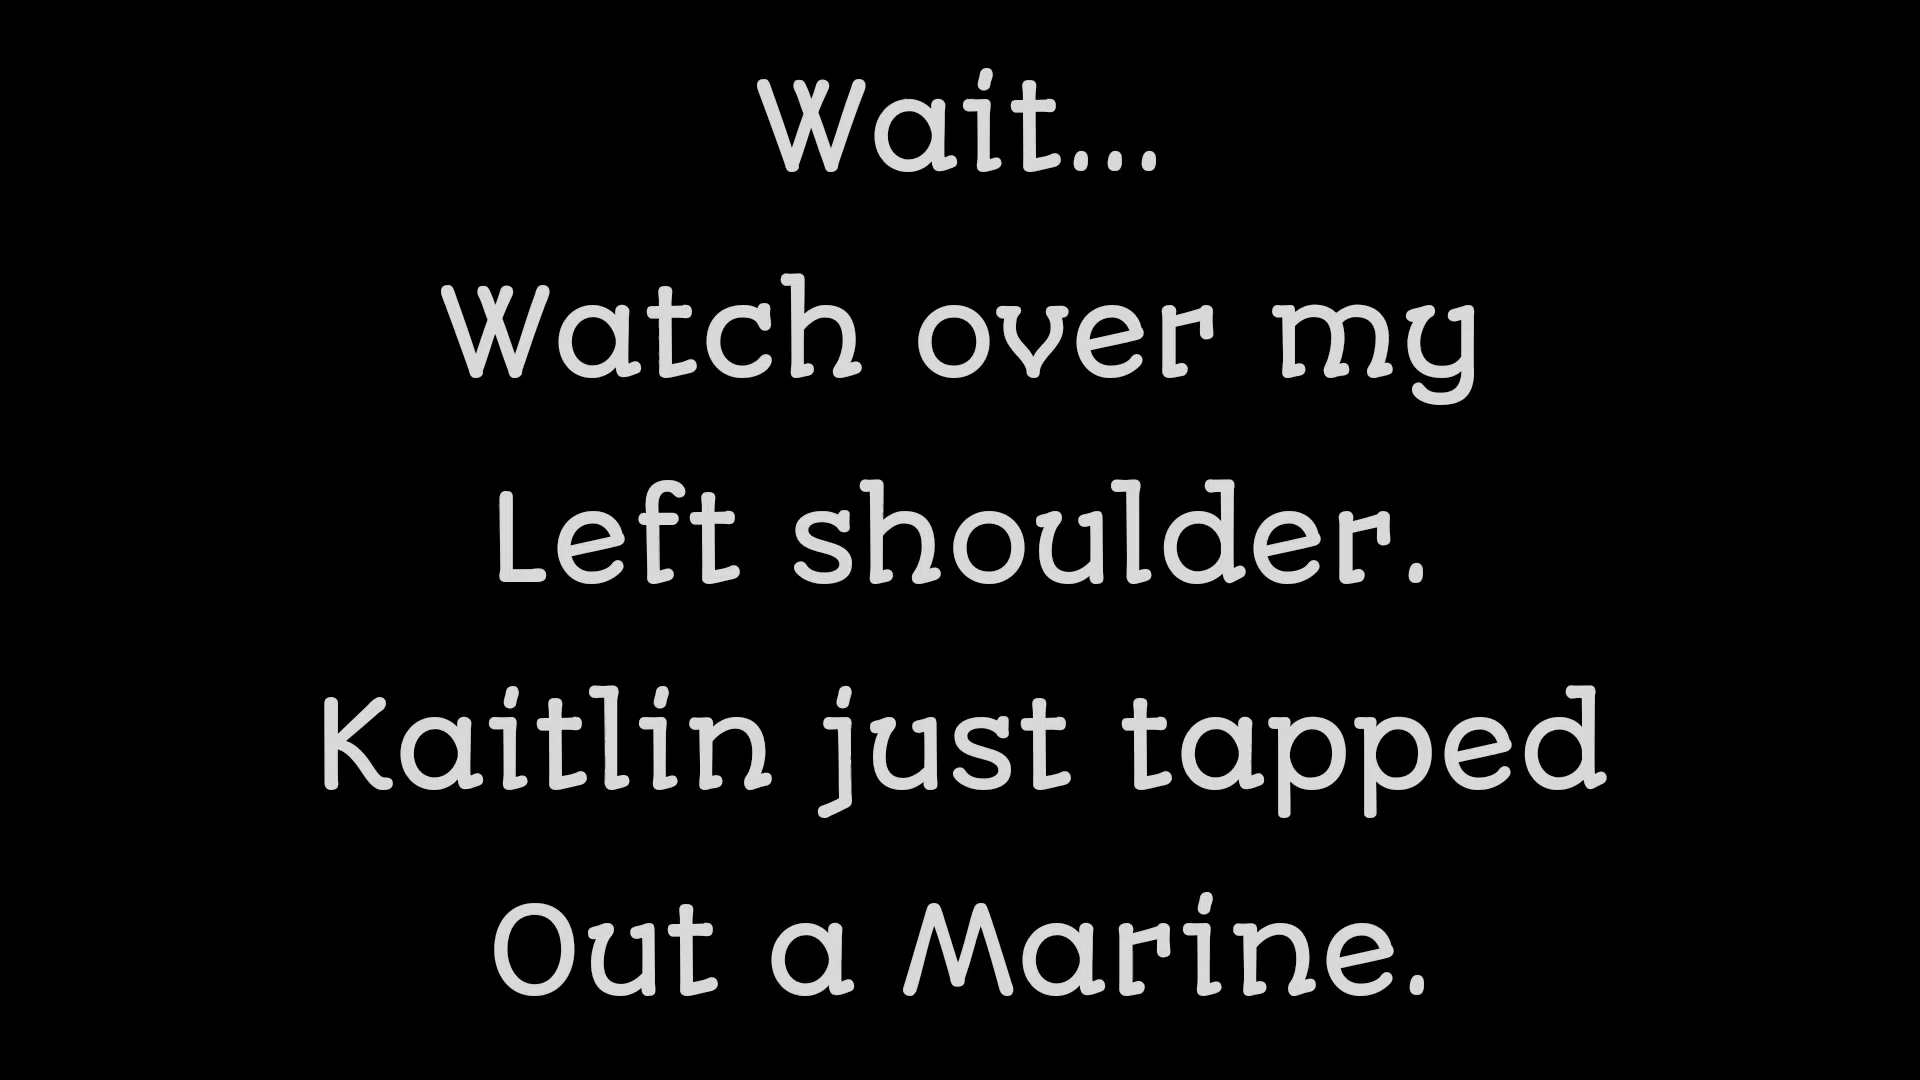 Wait...
Watch over my
Left shoulder.
Kaitlin just tapped
Out a Marine.